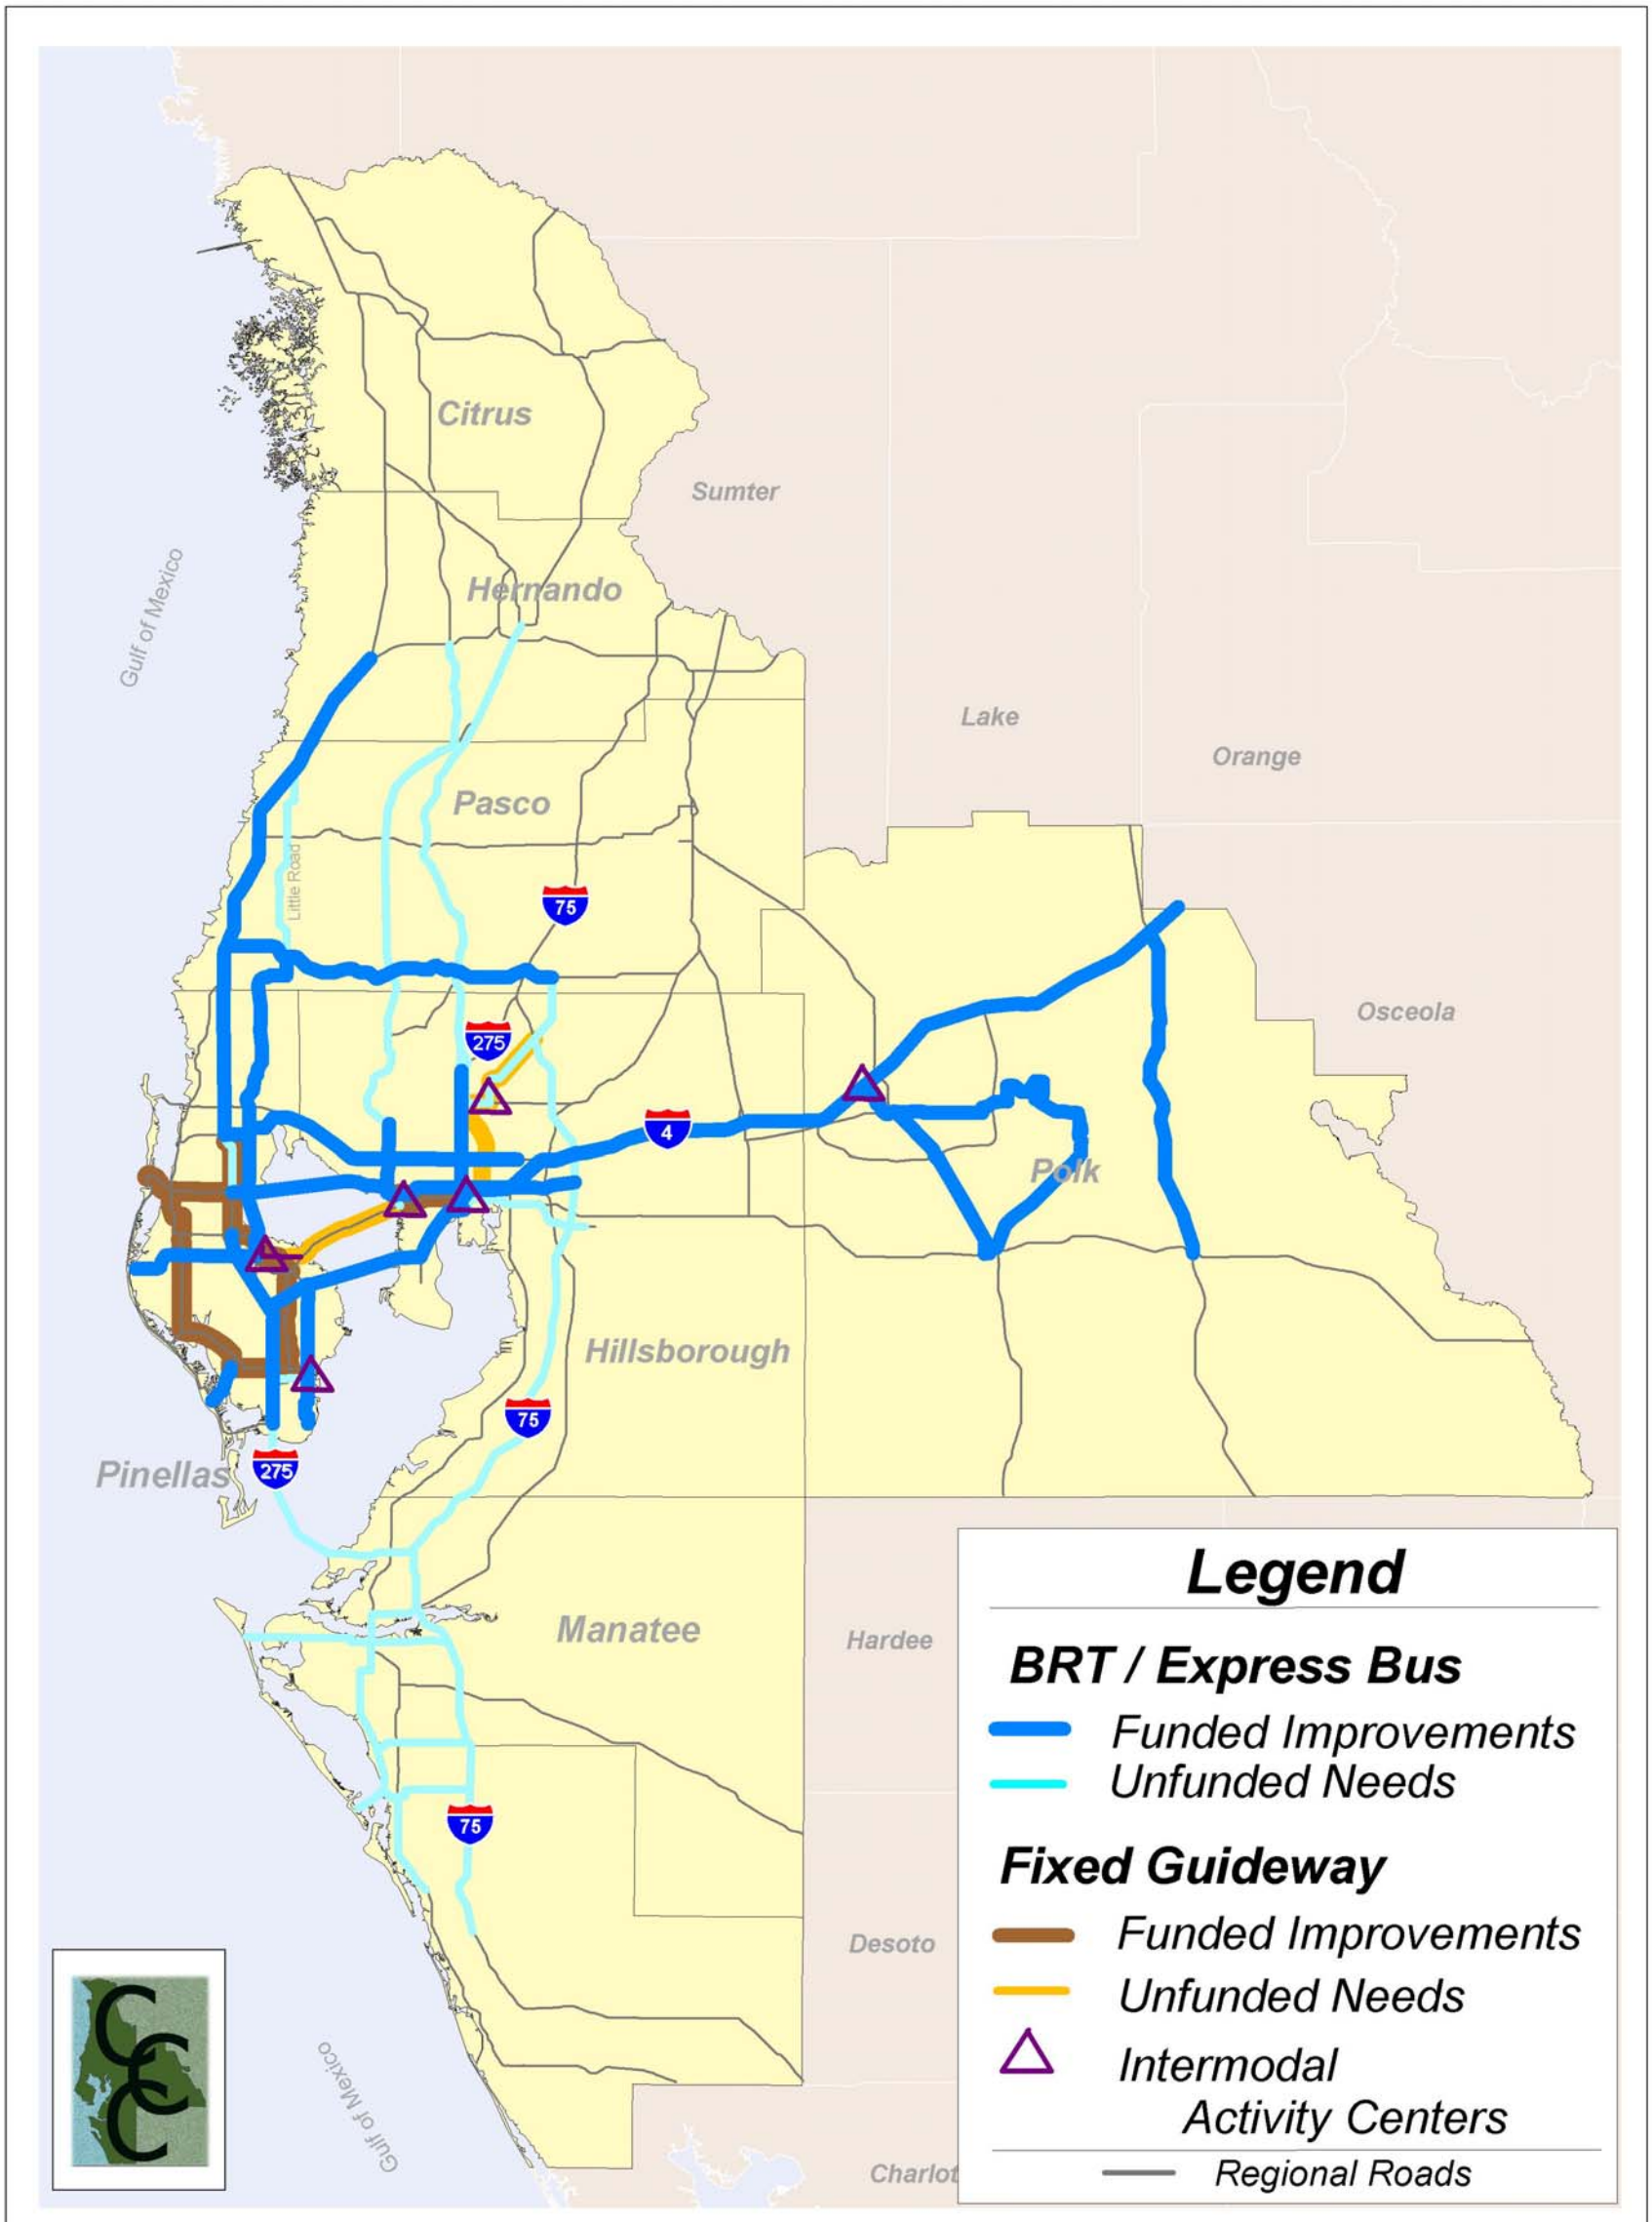 Citrus
Sumter
Gulf of Mexico
Hernando
Lake
Orange
Pasco
Little Road
75
Osceola
275
4
Polk
Hillsborough
75
Pinellas
275
Manatee
Hardee
75
Desoto
Gulf of Mexico
Charlot
CCC
Legend
BRT / Express Bus
Funded Improvements
Unfunded Needs
Fixed Guideway
Funded Improvements
Unfunded Needs
Intermodal
Activity Centers
Regional Roads